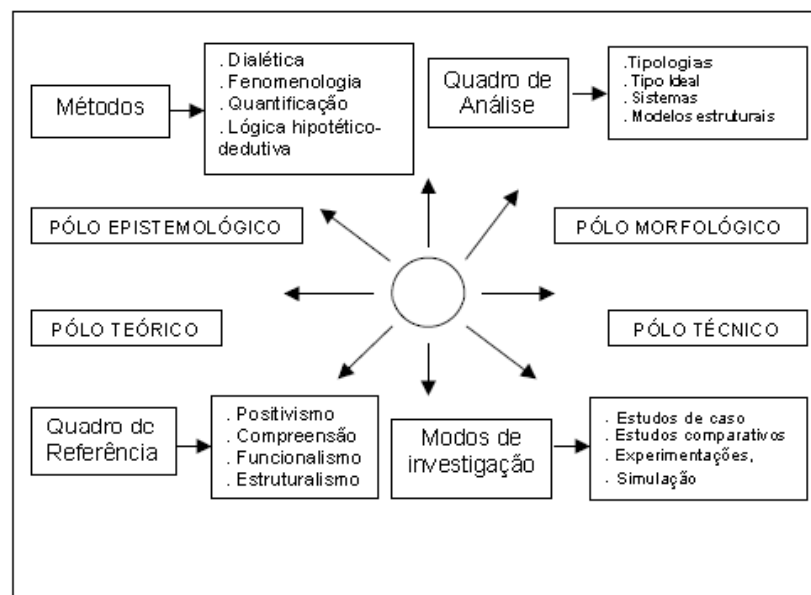 Métodos
. Dialética
. Fenomenologia
. Quantificação
. Lógica hipotético-
dedutiva
Quadro de
Análise
.Tipologias
. Tipo Ideal
. Sistemas
. Modelos estruturais
PÓLO EPISTEMOLÓGICO
PÓLO MORFOLÓGICO
PÓLO TEÓRICO
PÓLO TÉCNICO
Quadro de
Referência
. Positivismo
. Compreensão
. Funcionalismo
. Estruturalismo
Modos de
investigação
. Estudos de caso
. Estudos comparativos
. Experimentações,
. Simulação